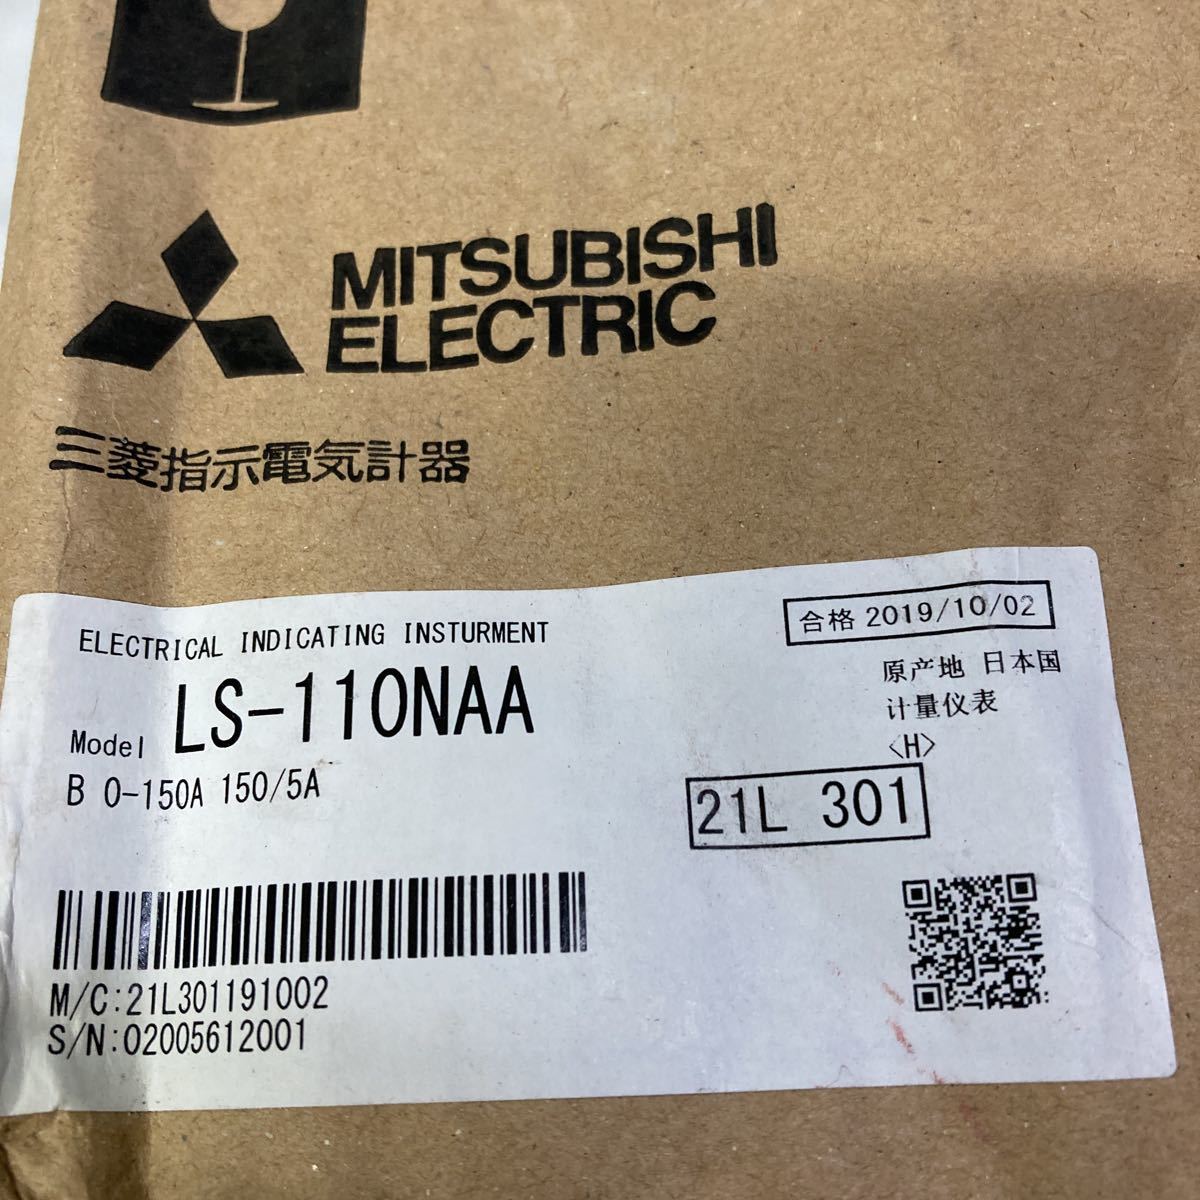 MITSUBISHI
ELECTRIC
三菱指示電気計器
ELECTRICAL INDICATING INSTURMENT
合格 2019/10/02
原产地 日本国
计量仪表
<H>
Model LS-110NAA
B 0-150A 150/5A
21L 301
M/C:21L301191002
S/N:02005612001